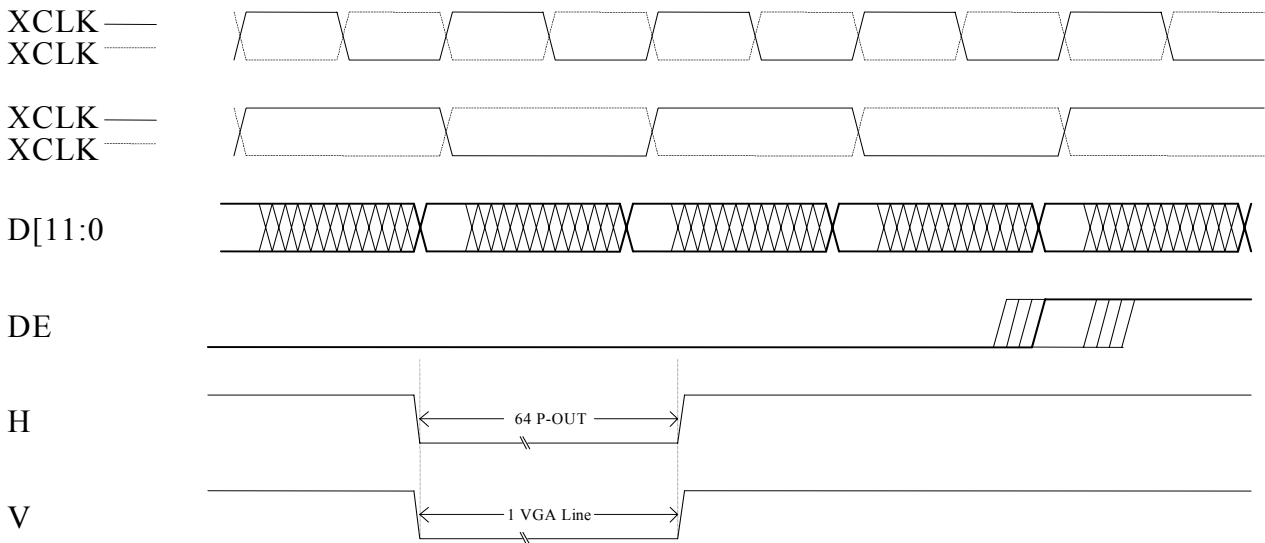 XCLK
XCLK
XCLK
XCLK
D[11:0
DE
H
64 P-OUT
V
1 VGA Line